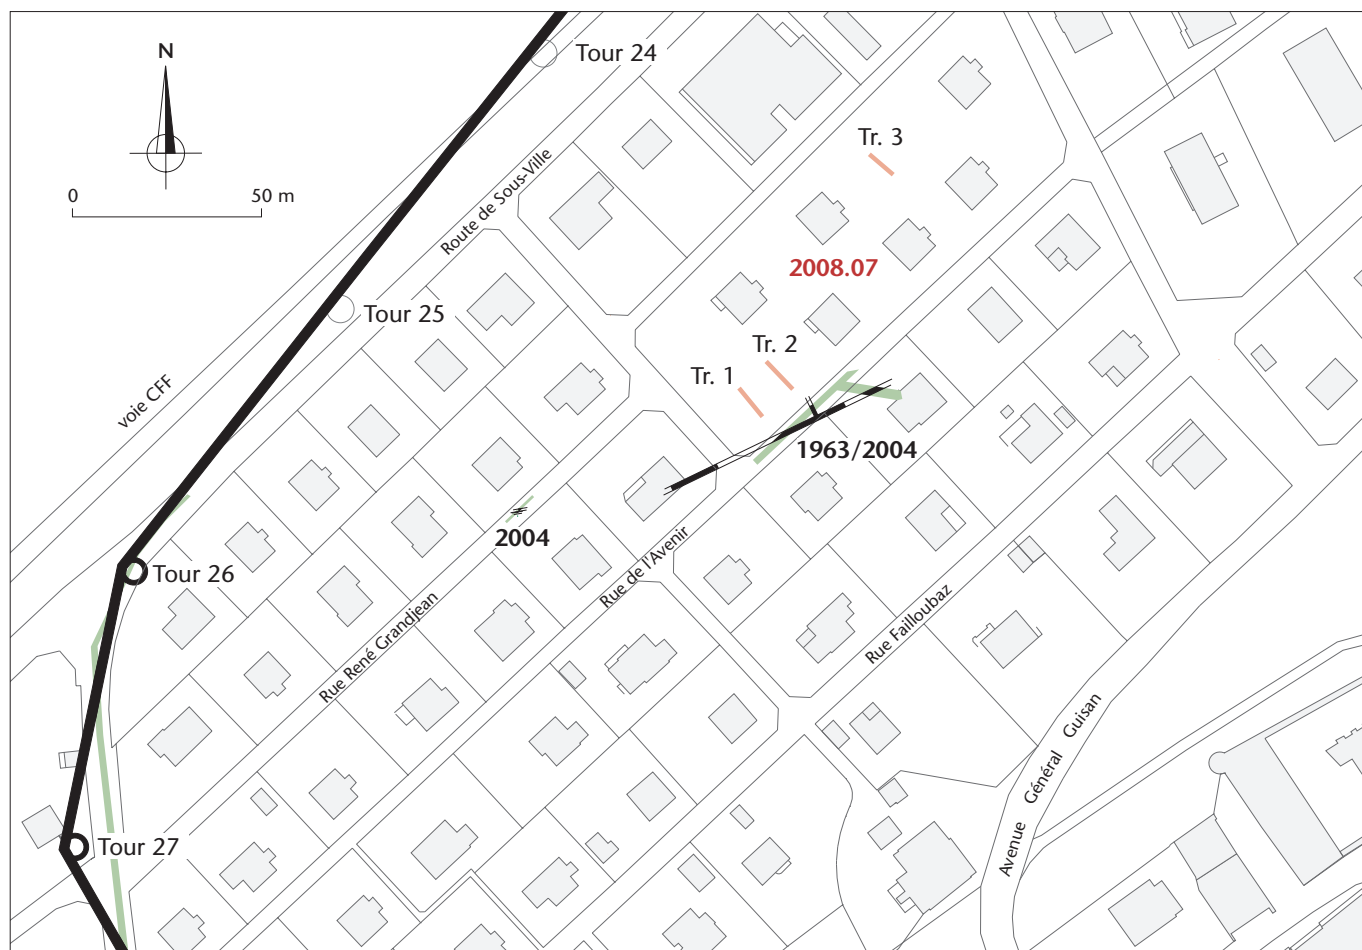 N
0 50 m
Tour 24
Tr. 3
Route de Sous-Ville
2008.07
Tour 25
Tr. 2
Tr. 1
voie CFF
1963/2004
2004
Tour 26
Rue de l'Avenir
Rue René Grandjean
Rue Failloubaz
Avenue Général Guisan
Tour 27